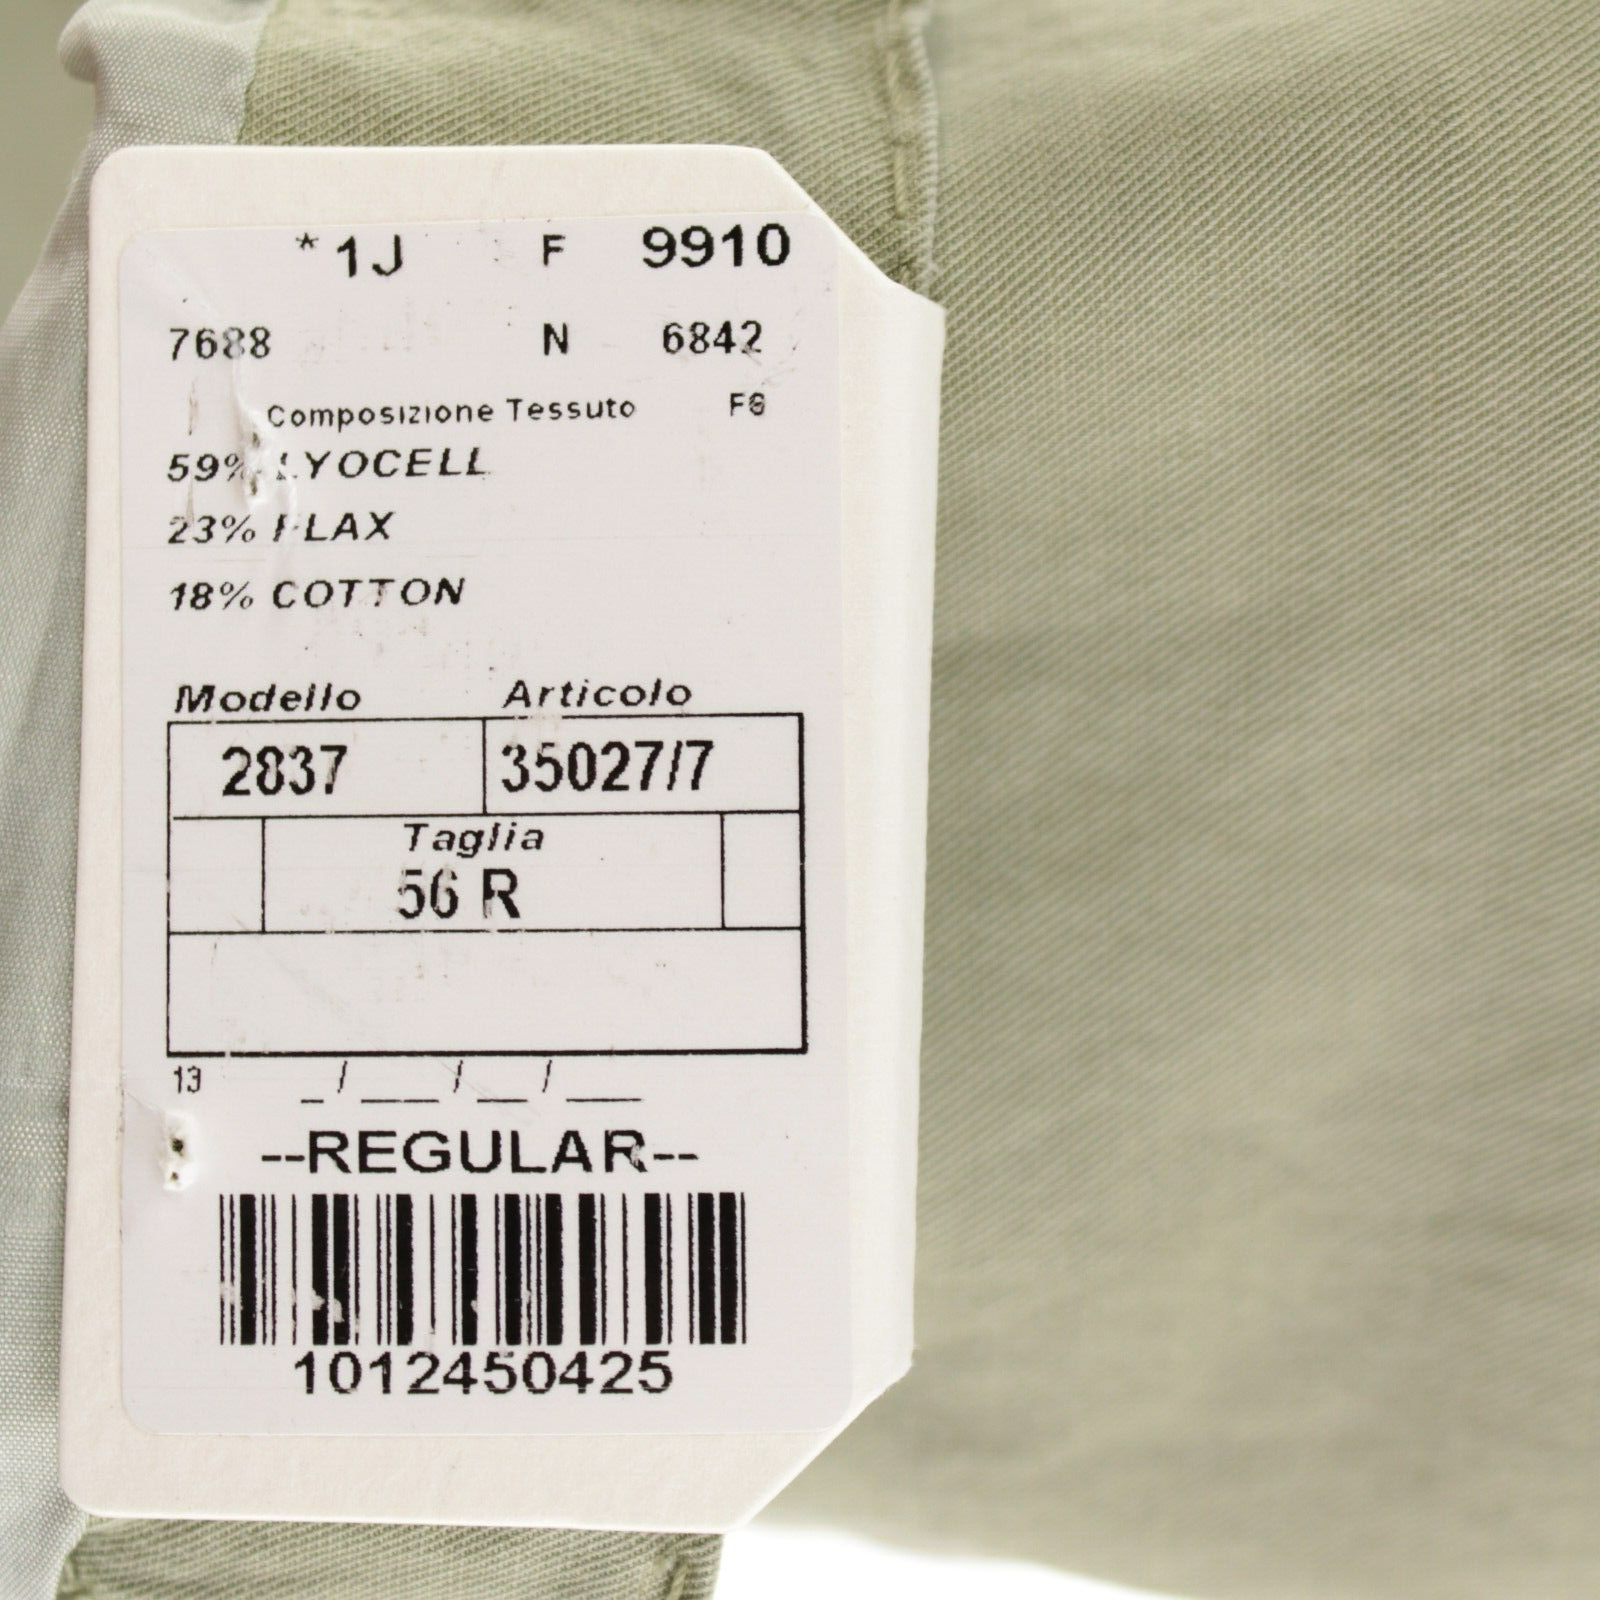 *1J F 9910
7688 N 6842
Composizione Tessuto
59% LYOCELL
23% FLAX
18% COTTON
Modello Articolo
2837 35027/7
Taglia
56 R
13 _/__/__/__
--REGULAR--
1012450425